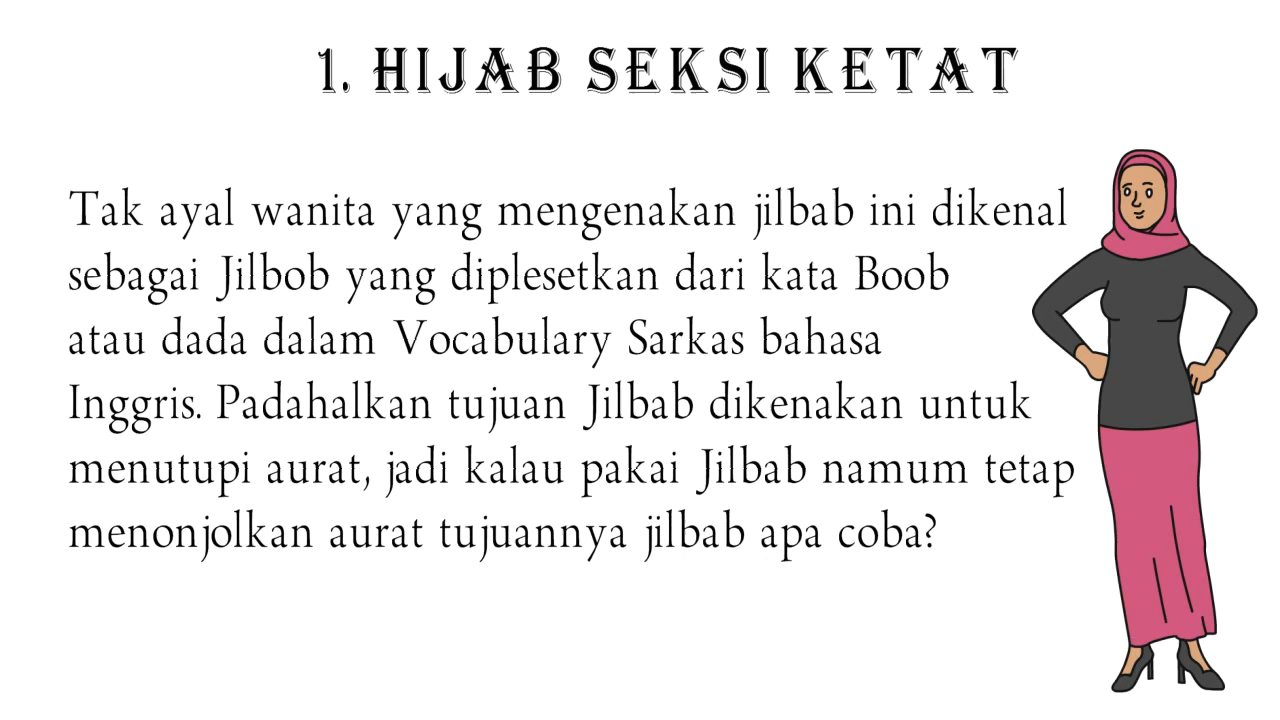 1. HIJAB SEKSI KETAT
Tak ayal wanita yang mengenakan jilbab ini dikenal
sebagai Jilbob yang diplesetkan dari kata Boob
atau dada dalam Vocabulary Sarkas bahasa
Inggris. Padahalkan tujuan Jilbab dikenakan untuk
menutupi aurat, jadi kalau pakai Jilbab namum tetap
menonjolkan aurat tujuannya jilbab apa coba?